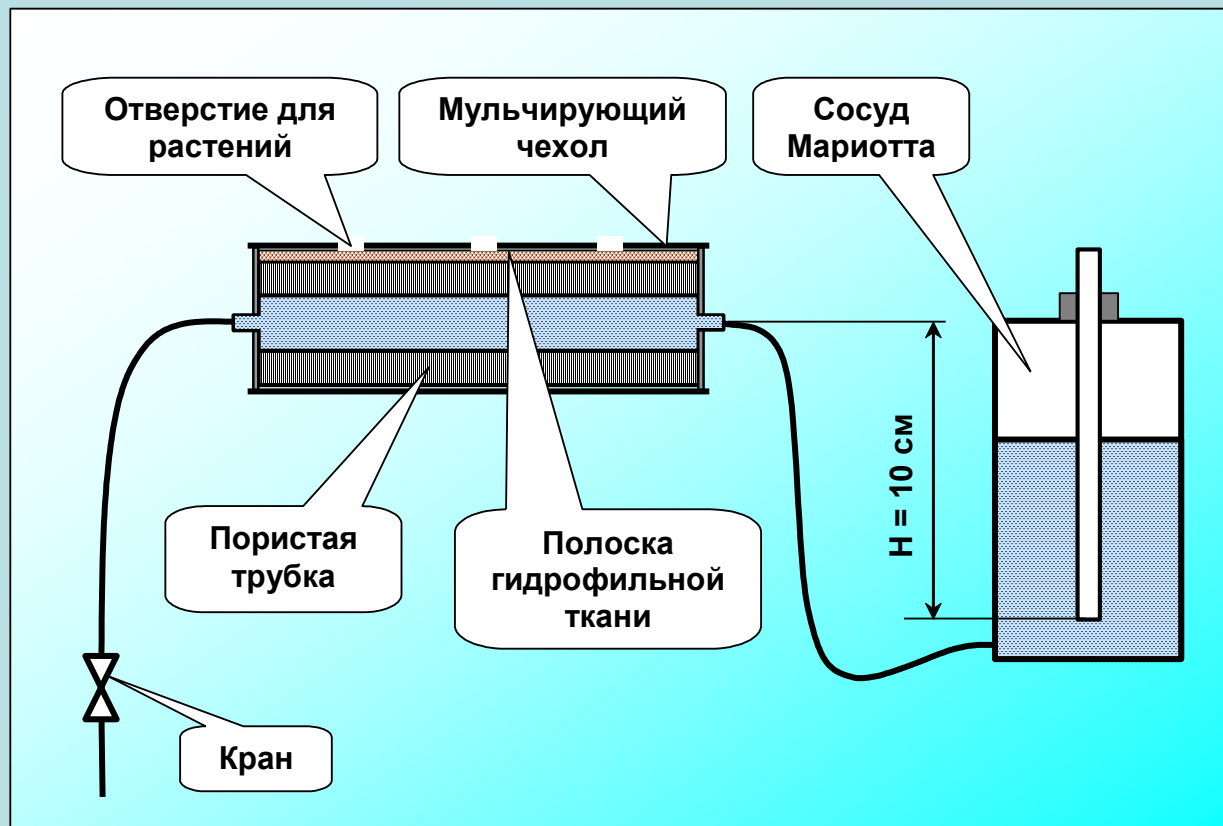 Отверстие для
растений
Мульчирующий
чехол
Сосуд
Мариотта
H = 10 см
Пористая
трубка
Полоска
гидрофильной
ткани
Кран